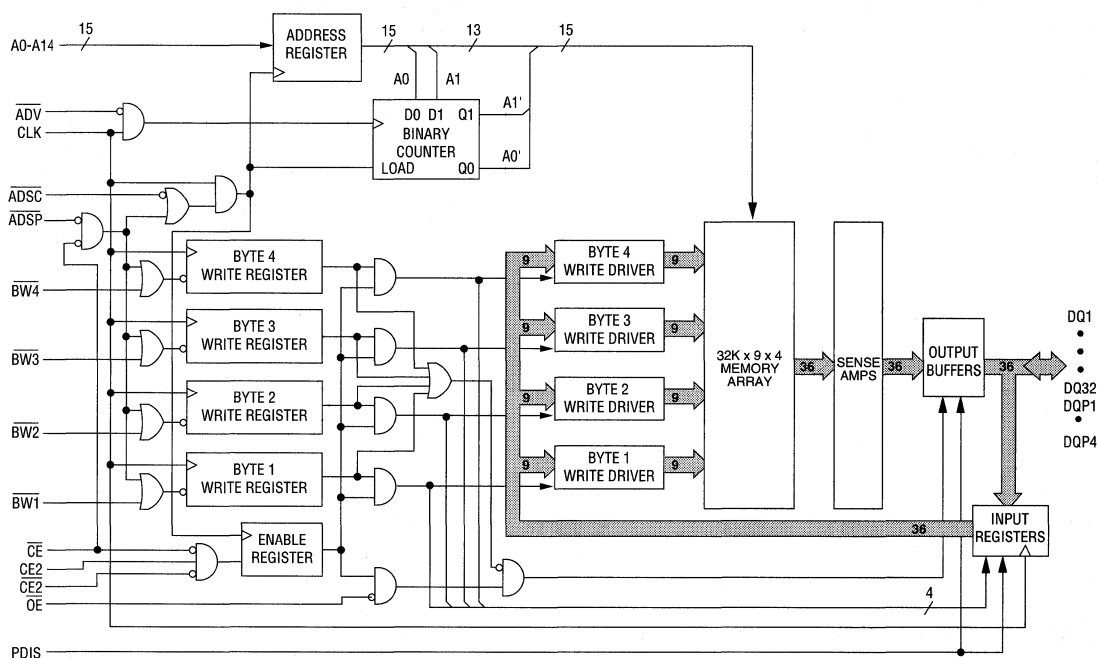 A0-A14
15
ADDRESS
REGISTER
15
13
15
A0
A1
ADV
CLK
D0 D1 Q1
BINARY
COUNTER
LOAD Q0
A1'
A0'
ADSC
ADSP
BYTE 4
WRITE REGISTER
BW4
BYTE 3
WRITE REGISTER
BW3
BYTE 2
WRITE REGISTER
BW2
BYTE 1
WRITE REGISTER
BW1
CE
CE2
CE2
OE
ENABLE
REGISTER
PDIS
9
BYTE 4
WRITE DRIVER
9
9
BYTE 3
WRITE DRIVER
9
9
BYTE 2
WRITE DRIVER
9
9
BYTE 1
WRITE DRIVER
9
32K x 9 x 4
MEMORY
ARRAY
36
SENSE
AMPS
36
OUTPUT
BUFFERS
36
DQ1
DQ32
DQP1
DQP4
36
INPUT
REGISTERS
4